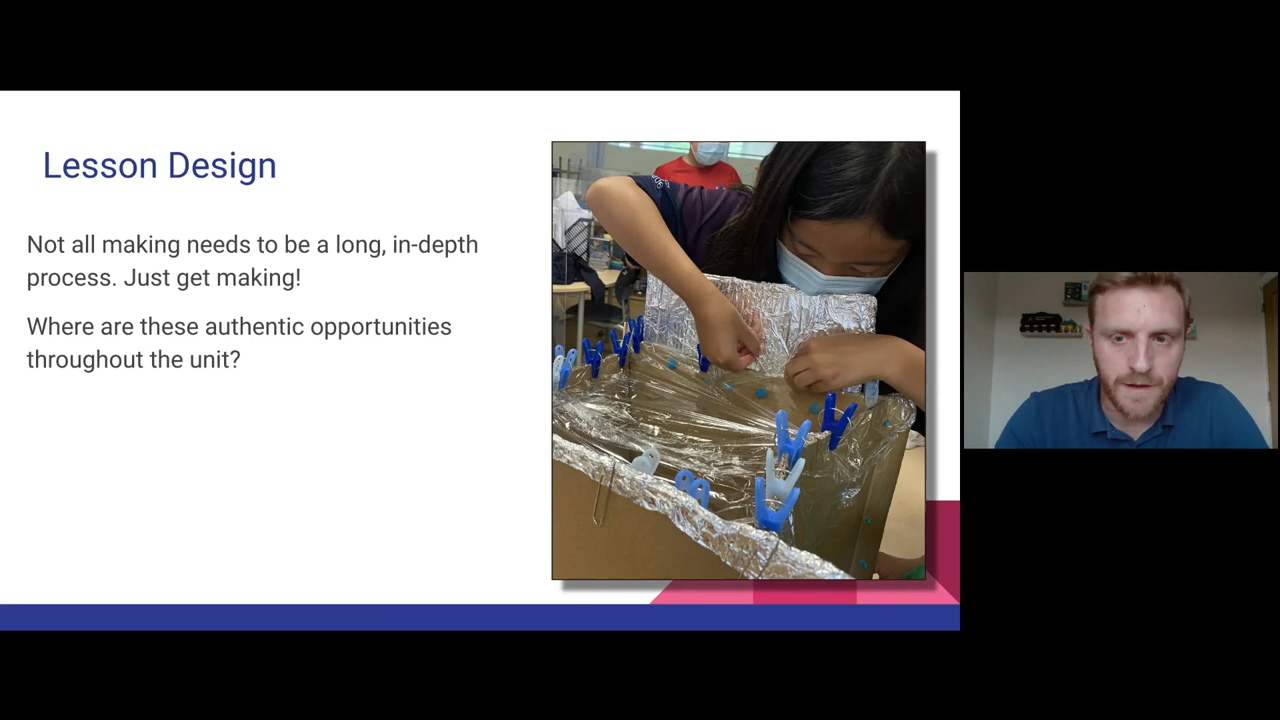 Lesson Design
Not all making needs to be a long, in-depth
process. Just get making!
Where are these authentic opportunities
throughout the unit?